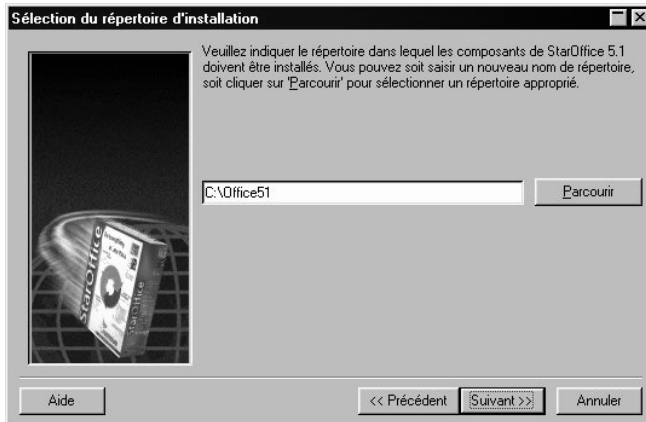 Sélection du répertoire d'installation
Veuillez indiquer le répertoire dans lequel les composants de StarOffice 5.1
doivent être installés. Vous pouvez soit saisir un nouveau nom de répertoire,
soit cliquer sur 'Parcourir' pour sélectionner un répertoire approprié.
C:\Office51
Parcourir
StarOffice
StarOffice
Aide
<< Précédent
Suivant >>
Annuler